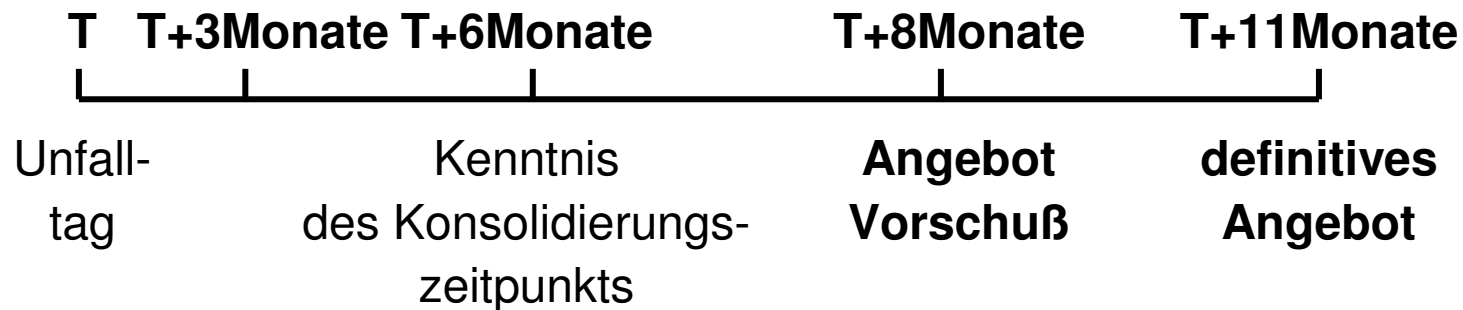 T T+3Monate T+6Monate T+8Monate T+11Monate
Unfall- Kenntnis Angebot definitives
tag des Konsolidierungs- Vorschuß Angebot
zeitpunkts